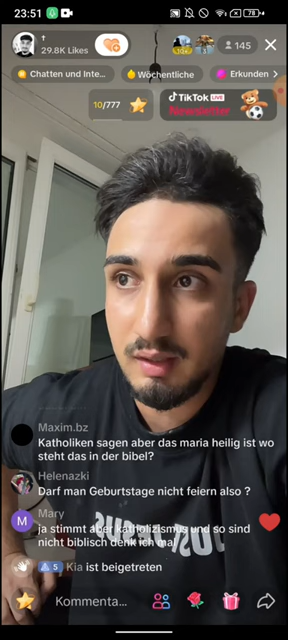 23:51
78
†
29.8K Likes
145
Chatten und Inte...
Wöchentliche
Erkunden
10/777
TikTok LIVE
Newsletter
Maxim.bz
Katholiken sagen aber das maria heilig ist wo
steht das in der bibel?
Helenazki
Darf man Geburtstage nicht feiern also ?
M
Mary
ja stimmt aber katholizismus und so sind
nicht biblisch denk ich mal
5 Kia ist beigetreten
Kommenta...